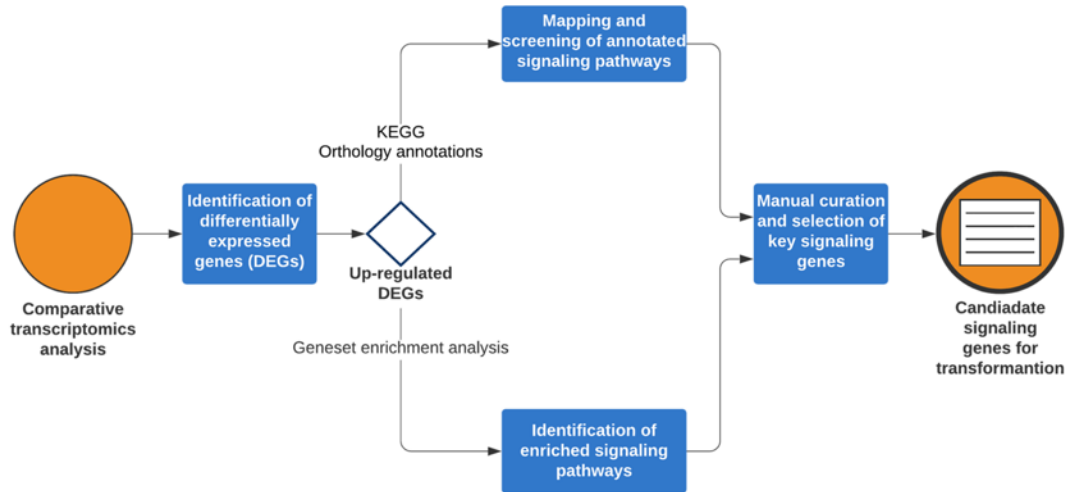 Mapping and
screening of annotated
signaling pathways
KEGG
Orthology annotations
Identification of
differentially
expressed
genes (DEGs)
Manual curation
and selection of
key signaling
genes
Up-regulated
DEGs
Comparative
transcriptomics
analysis
Candiadate
signaling
genes for
transformantion
Geneset enrichment analysis
Identification of
enriched signaling
pathways